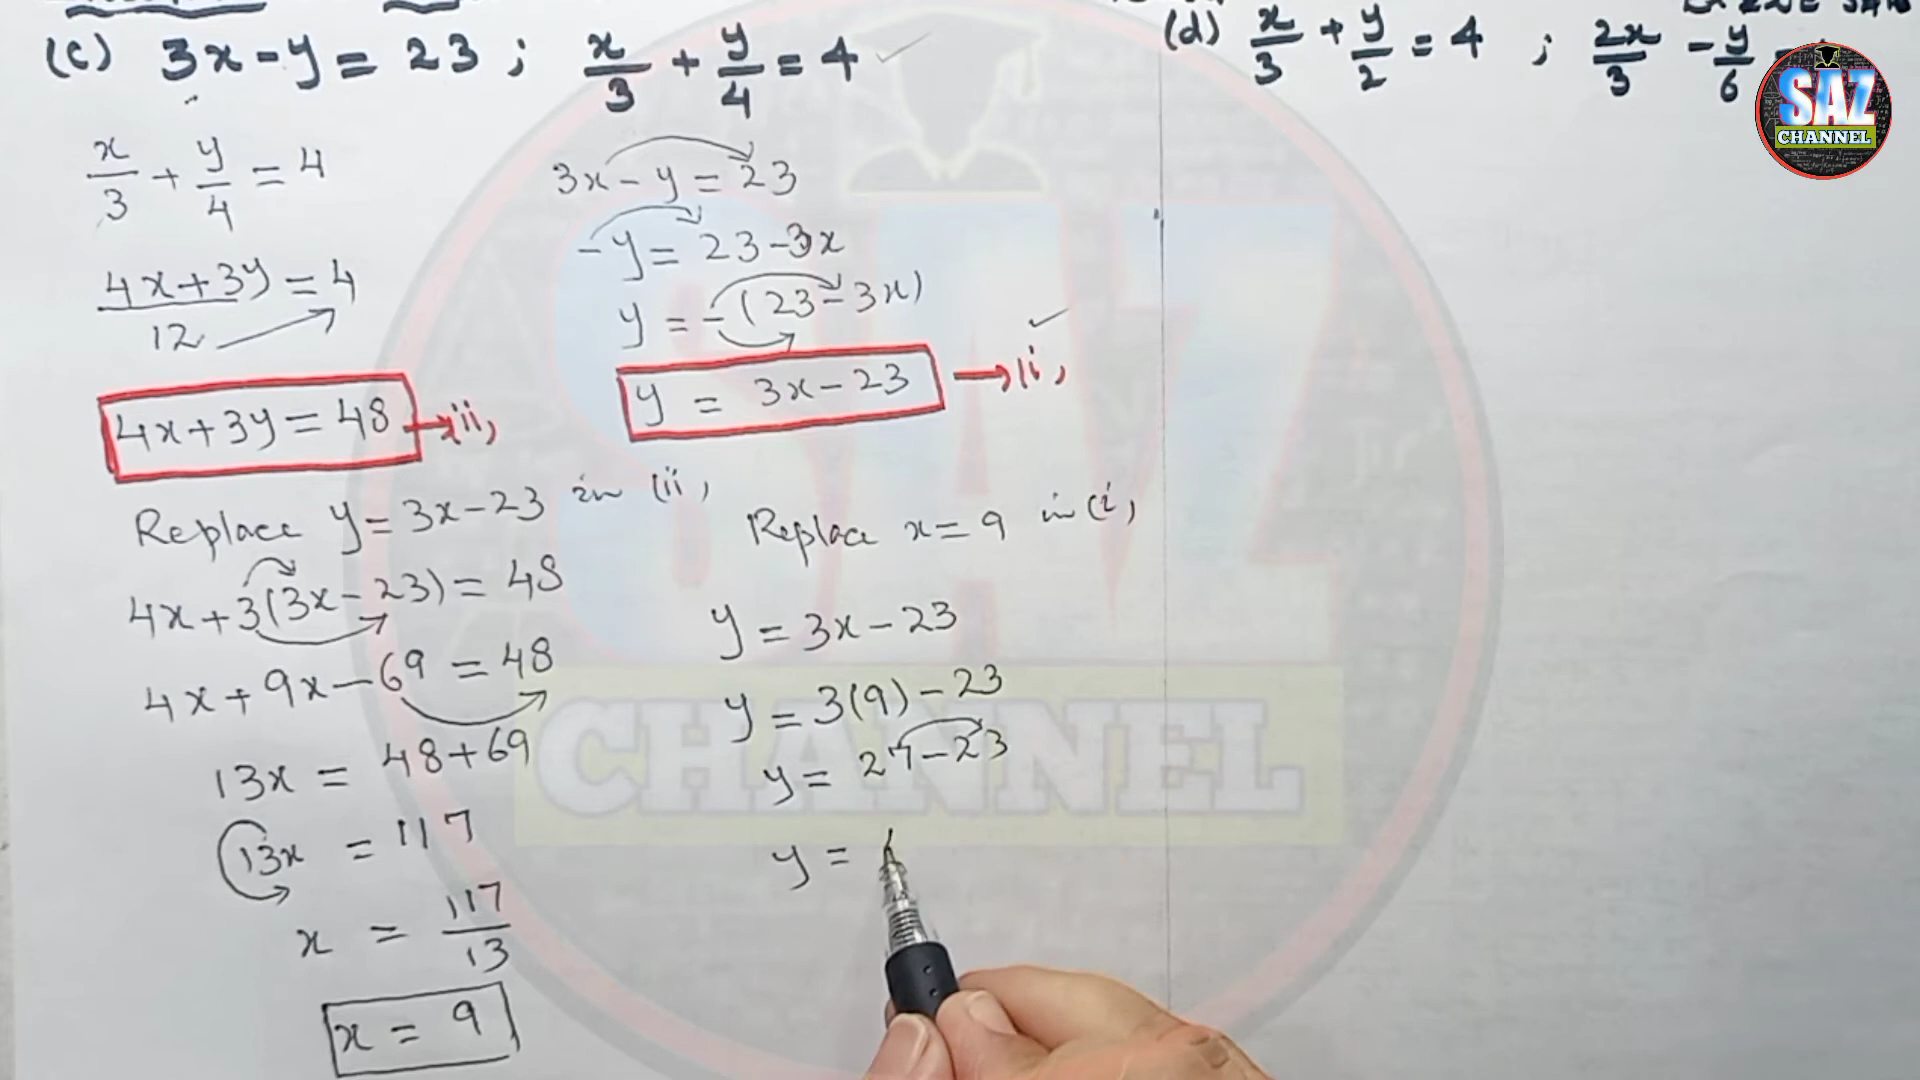 (c) 3x - y = 23 ; x/3 + y/4 = 4 ✓
x/3 + y/4 = 4
(4x + 3y)/12 = 4
4x + 3y = 48 → ii,
Replace y = 3x - 23 in (ii,
4x + 3(3x - 23) = 48
4x + 9x - 69 = 48
13x = 48 + 69
13x = 117
x = 117/13
x = 9
3x - y = 23
-y = 23 - 3x
y = -(23 - 3x)
y = 3x - 23 → (i, ✓
Replace x = 9 in (i,
y = 3x - 23
y = 3(9) - 23
y = 27 - 23
y =
(d) x/3 + y/2 = 4 ; 2x/3 - y/6 =
SAZ
CHANNEL
SAZ
CHANNEL